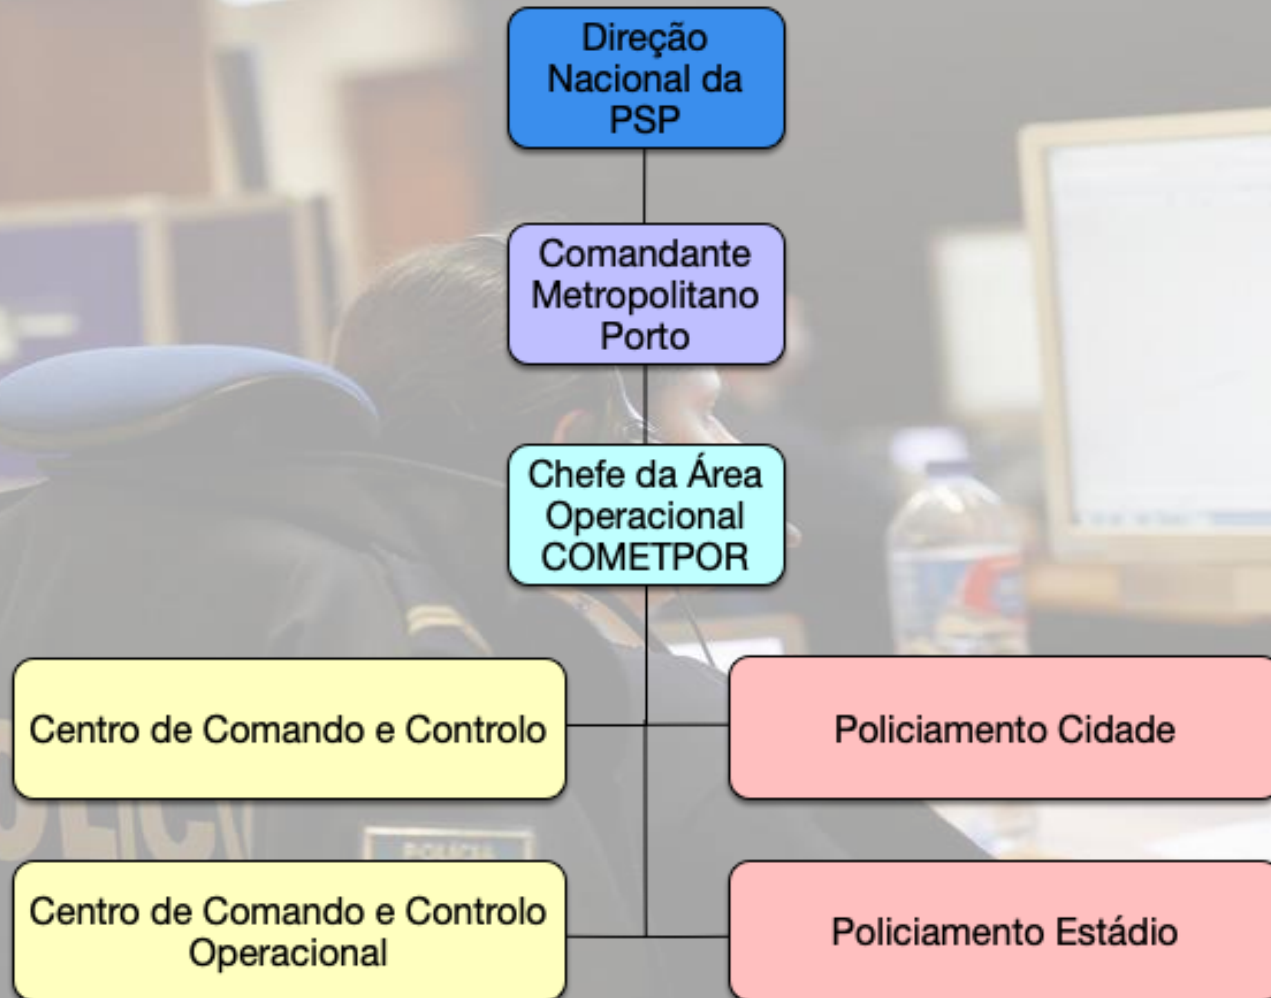 Direção
Nacional da
PSP
Comandante
Metropolitano
Porto
Chefe da Área
Operacional
COMETPOR
Centro de Comando e Controlo
Policiamento Cidade
POLÍCIA
Centro de Comando e Controlo
Operacional
Policiamento Estádio